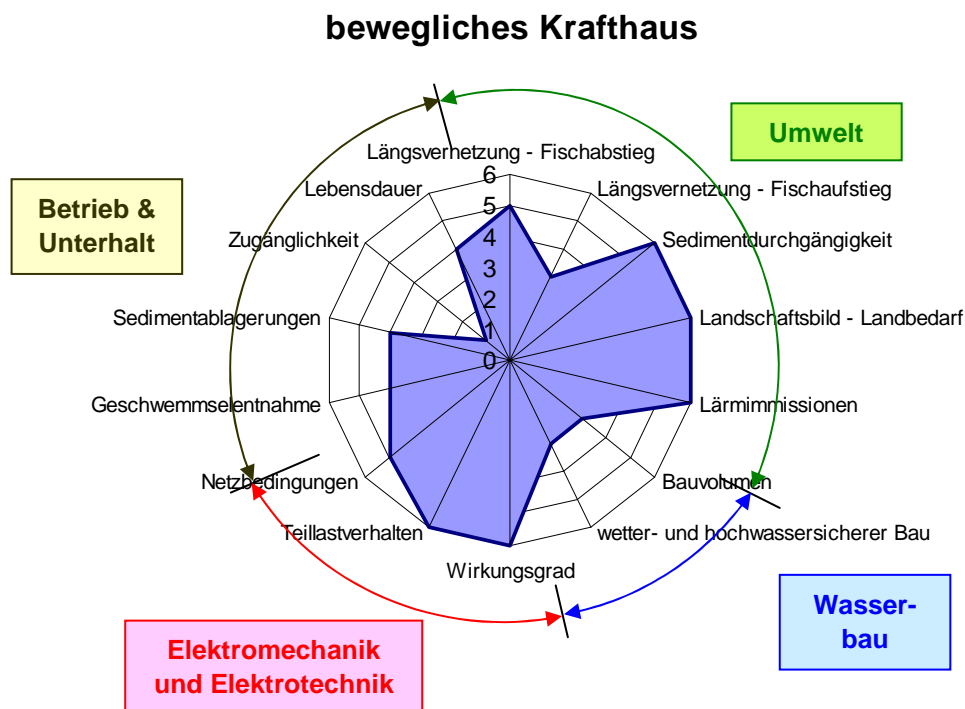 bewegliches Krafthaus
Umwelt
Betrieb &
Unterhalt
Längsvernetzung - Fischabstieg
Längsvernetzung - Fischaufstieg
Sedimentdurchgängigkeit
Landschaftsbild - Landbedarf
Lärmimmissionen
Bauvolumen
wetter- und hochwassersicherer Bau
Wirkungsgrad
Teillastverhalten
Netzbedingungen
Geschwemmselentnahme
Sedimentablagerungen
Zugänglichkeit
Lebensdauer
6
5
4
3
2
1
0
Wasser-
bau
Elektromechanik
und Elektrotechnik